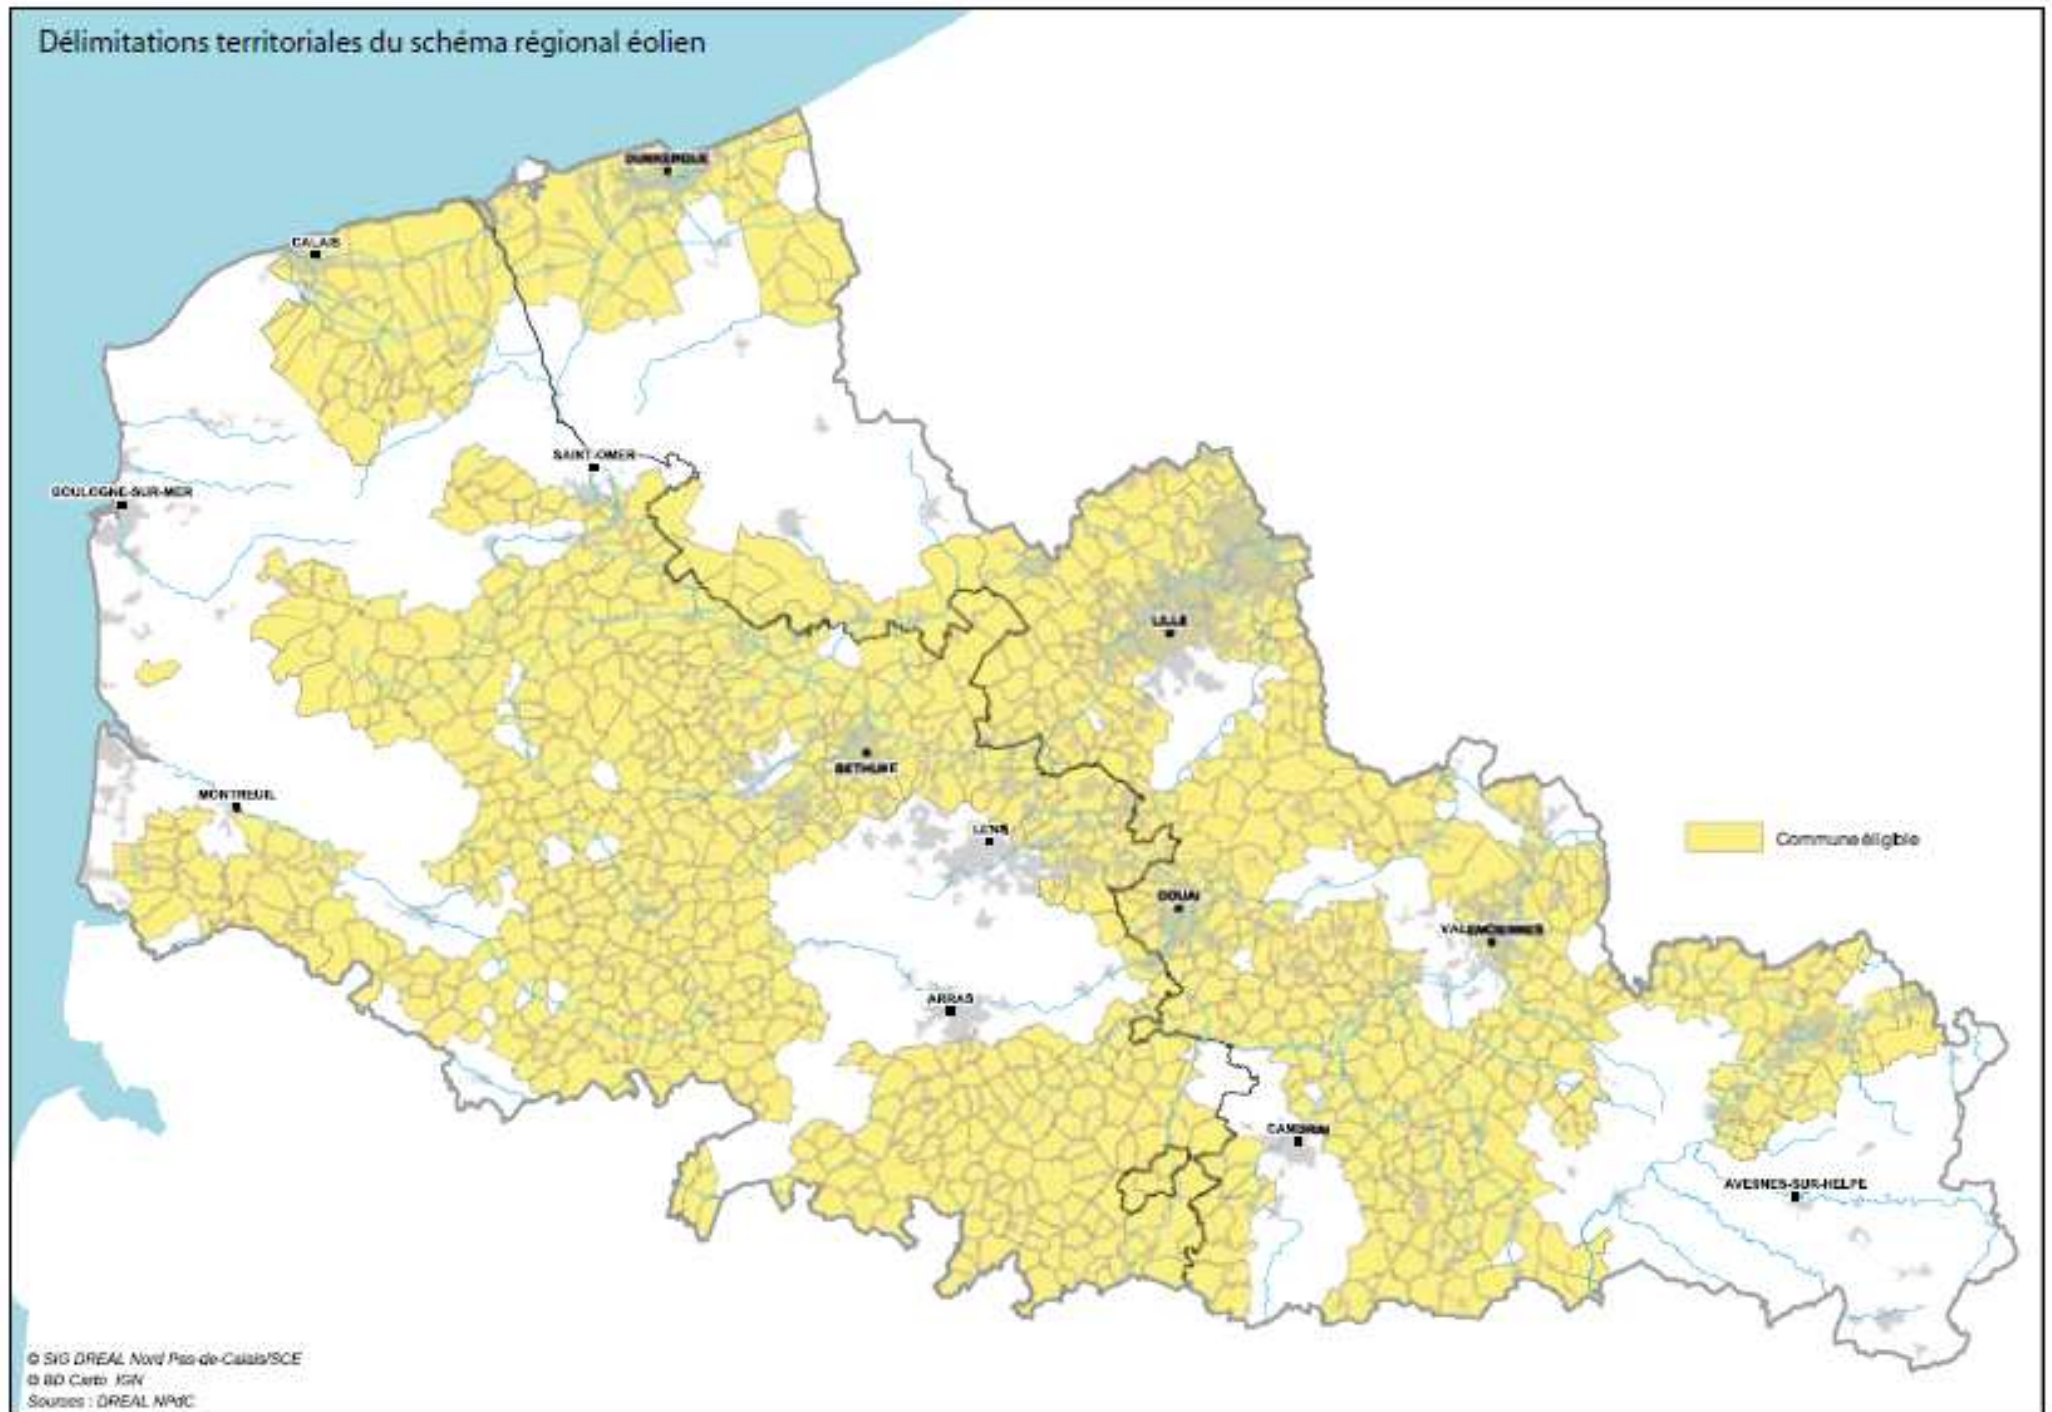 Délimitations territoriales du schéma régional éolien
DUNKERQUE
CALAIS
SAINT-OMER
BOULOGNE-SUR-MER
LILLE
BETHUNE
MONTREUIL
LENS
Commune éligible
DOUAI
VALENCIENNES
ARRAS
CAMBRAI
AVESNES-SUR-HELPE
© SIG DREAL Nord Pas-de-Calais/SCE
© BD Carto IGN
Sources : DREAL NPdC